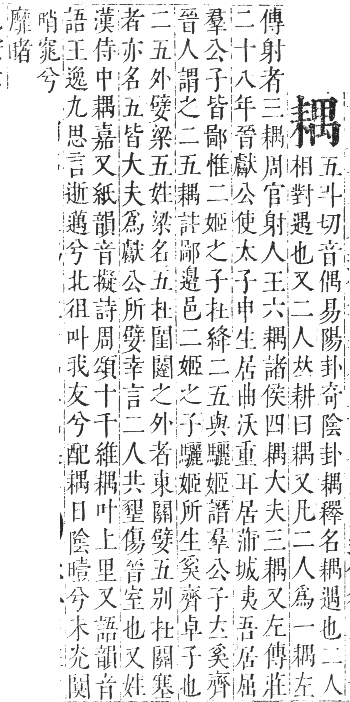 耦 五斗切音偶易陽卦奇陰卦耦釋名耦遇也二人
相對遇也又二人並耕曰耦又凡二人為一耦左
傳射者三耦周官射人王六耦諸侯四耦大夫三耦又左傳莊
二十八年晉獻公使太子申生居曲沃重耳居蒲城夷吾居屈
羣公子皆鄙惟二姬之子在絳二五與驪姬譖羣公子立奚齊
晉人謂之二五耦註鄙邊邑二姬之子驪姬所生奚齊卓子也
二五外嬖梁五姓梁名五在閨闥之外者東關嬖五别在關塞
者亦名五皆大夫為獻公所嬖幸言二人共墾傷晉室也又姓
漢侍中耦嘉又紙韻音擬詩周頌十千維耦叶上里又語韻音
語王逸九思言逝邁兮北徂叫我友兮配耦日陰曀兮未光闃
睄窕兮
靡睹